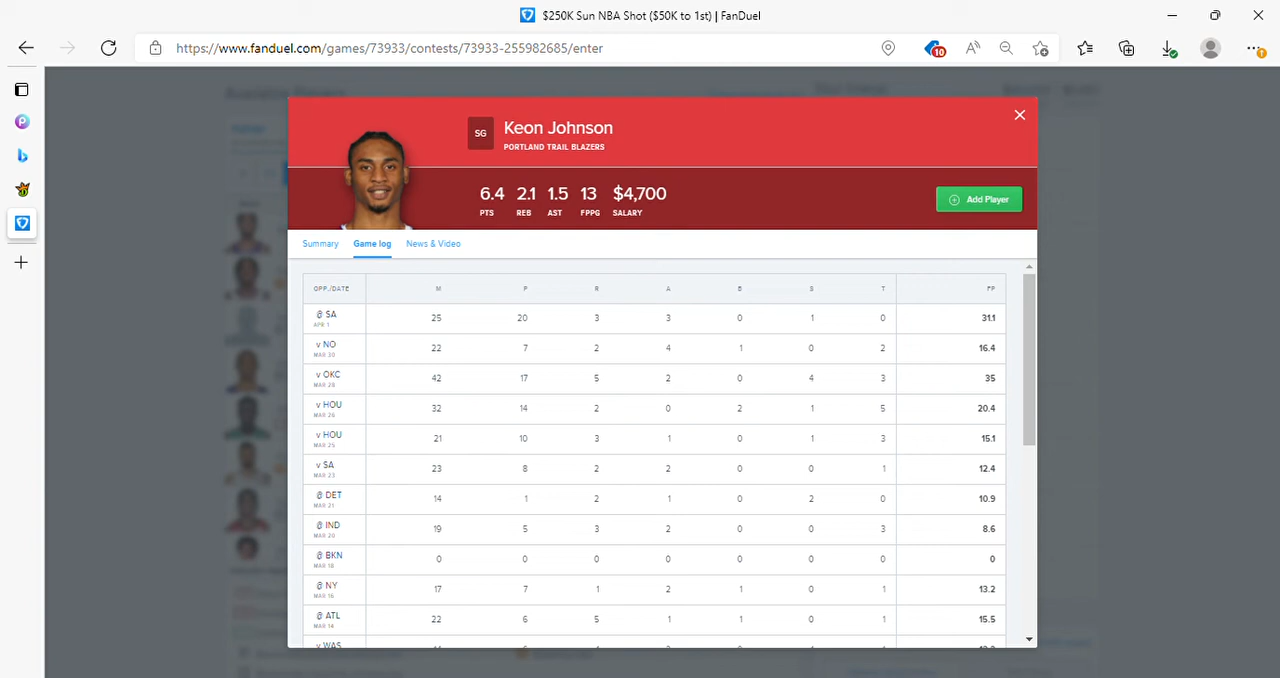 $250K Sun NBA Shot ($50K to 1st) | FanDuel
https://www.fanduel.com/games/73933/contests/73933-255982685/enter
10
SG
Keon Johnson
PORTLAND TRAIL BLAZERS
6.4 2.1 1.5 13 $4,700
PTS REB AST FPPG SALARY
Add Player
Summary Game log News & Video
OPP./DATE M P R A B S T FP
@ SA 25 20 3 3 0 1 0 31.1
APR 1
v NO 22 7 2 4 1 0 2 16.4
MAR 30
v OKC 42 17 5 2 0 4 3 35
MAR 28
v HOU 32 14 2 0 2 1 5 20.4
MAR 26
v HOU 21 10 3 1 0 1 3 15.1
MAR 25
v SA 23 8 2 2 0 0 1 12.4
MAR 23
@ DET 14 1 2 1 0 2 0 10.9
MAR 21
@ IND 19 5 3 2 0 0 3 8.6
MAR 20
@ BKN 0 0 0 0 0 0 0 0
MAR 18
@ NY 17 7 1 2 1 0 1 13.2
MAR 16
@ ATL 22 6 5 1 1 0 1 15.5
MAR 14
v WAS